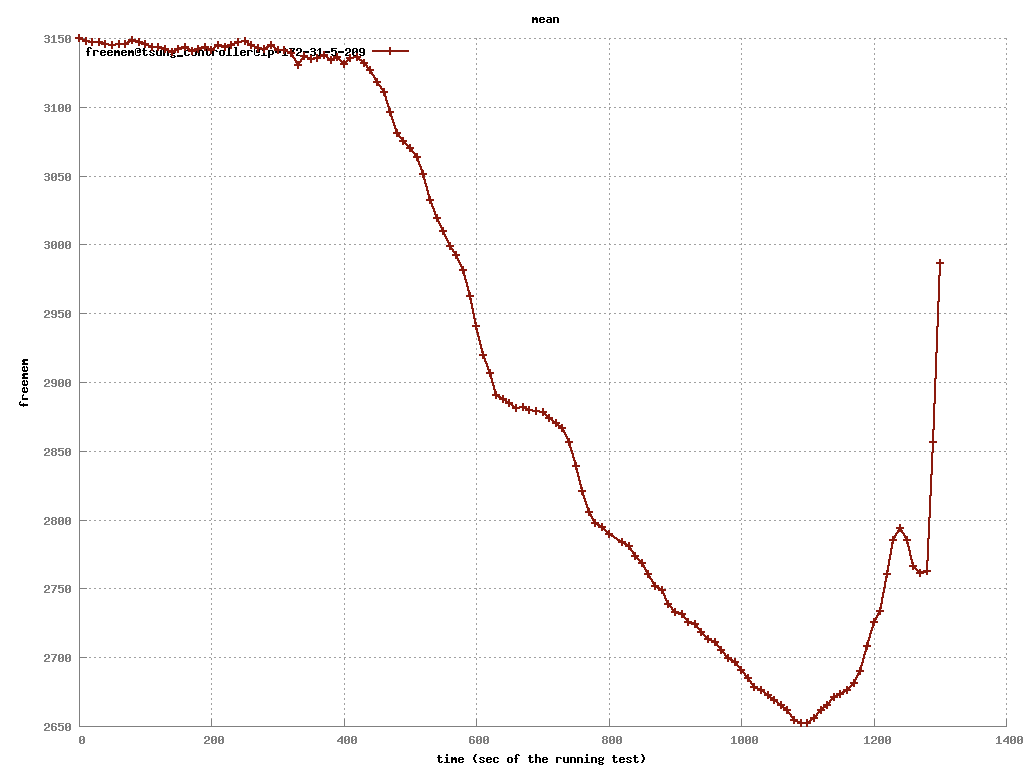 mean
3150
freemem@tsung_controller@ip-172-31-5-209
3100
3050
3000
2950
2900
freemem
2850
2800
2750
2700
2650
0 200 400 600 800 1000 1200 1400
time (sec of the running test)